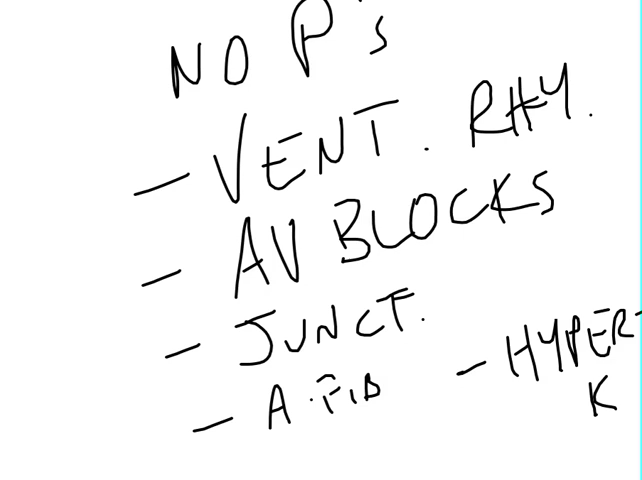 NO P's
- VENT. RHY.
- AV BLOCKS
- JUNCT.
- A.FIB - HYPER-
K